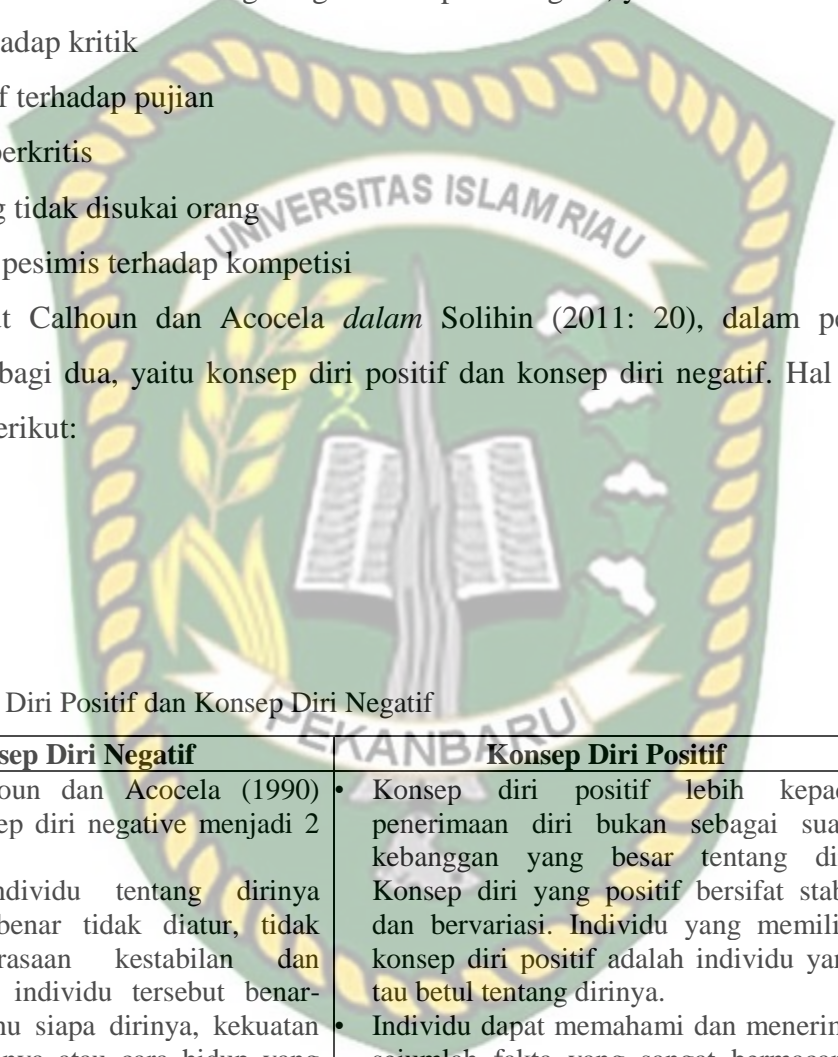 adap kritik
f terhadap pujian
perkritis
tidak disukai orang
pesimis terhadap kompetisi
Calhoun dan Acocela dalam Solihin (2011: 20), dalam
bagi dua, yaitu konsep diri positif dan konsep diri negatif. Hal
erikut:
Diri Positif dan Konsep Diri Negatif
sep Diri Negatif
oun dan Acocela (1990)
ep diri negative menjadi 2
individu tentang dirinya
benar tidak diatur, tidak
rasaan kestabilan dan
individu tersebut benar-
siapa dirinya, kekuatan
Konsep Diri Positif
• Konsep diri positif lebih kepa
penerimaan diri bukan sebagai sua
kebanggan yang besar tentang di
Konsep diri yang positif bersifat stab
dan bervariasi. Individu yang memili
konsep diri positif adalah individu yan
tau betul tentang dirinya.
• Individu dapat memahami dan menerim
UNIVERSITAS ISLAM RIAU
PEKANBARU